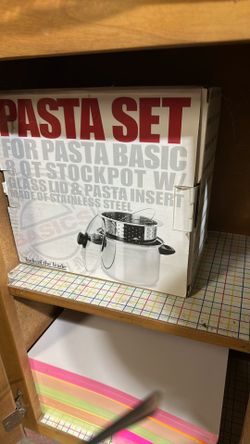 PASTA SET
FOR PASTA BASIC
8 QT STOCKPOT W/
GLASS LID & PASTA INSERT
MADE OF STAINLESS STEEL
BASICS
Tools of the Trade